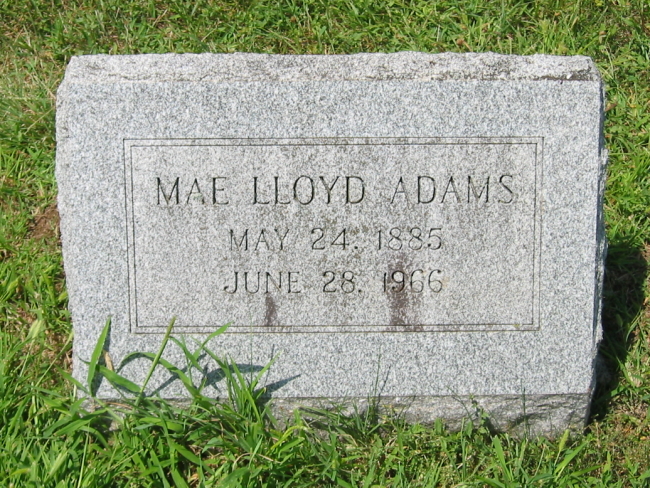 MAE LLOYD ADAMS
MAY 24, 1885
JUNE 28, 1966